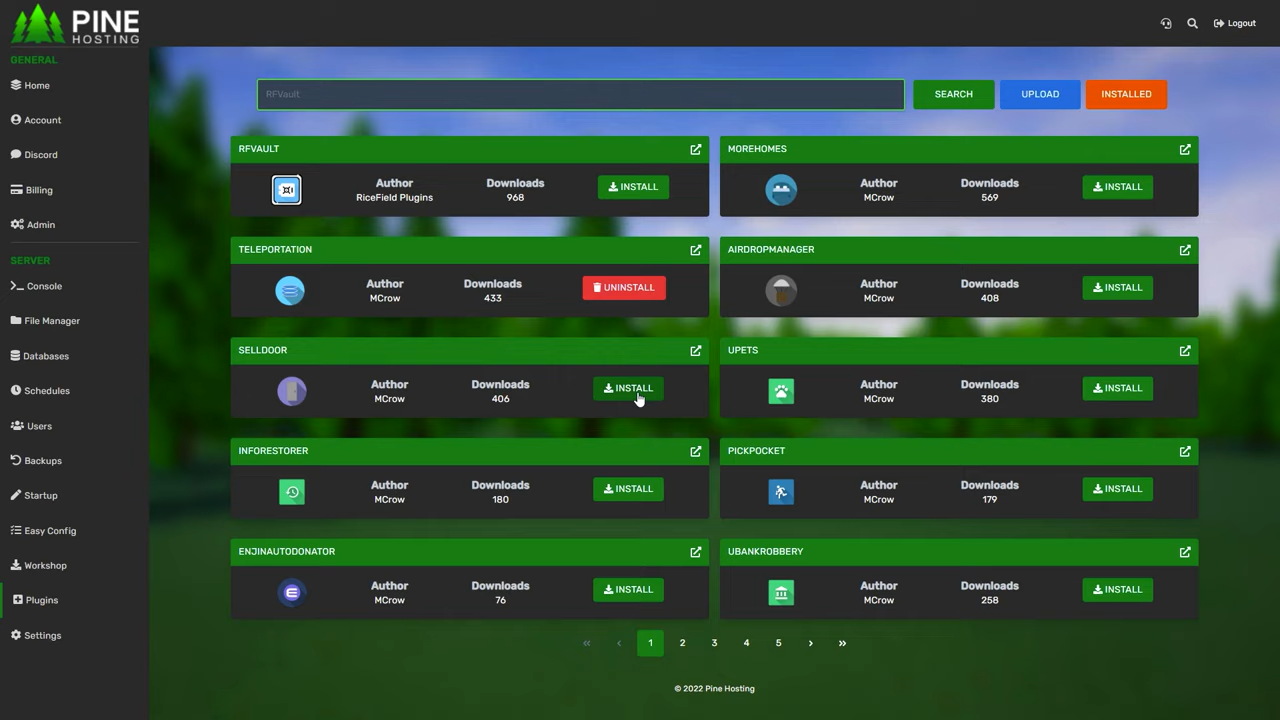 PINE
HOSTING
Logout
GENERAL
Home
Account
Discord
Billing
Admin
SERVER
Console
File Manager
Databases
Schedules
Users
Backups
Startup
Easy Config
Workshop
Plugins
Settings
RFVault
SEARCH
UPLOAD
INSTALLED
RFVAULT
Author
RiceField Plugins
Downloads
968
INSTALL
MOREHOMES
Author
MCrow
Downloads
569
INSTALL
TELEPORTATION
Author
MCrow
Downloads
433
UNINSTALL
AIRDROPMANAGER
Author
MCrow
Downloads
408
INSTALL
SELLDOOR
Author
MCrow
Downloads
406
INSTALL
UPETS
Author
MCrow
Downloads
380
INSTALL
INFORESTORER
Author
MCrow
Downloads
180
INSTALL
PICKPOCKET
Author
MCrow
Downloads
179
INSTALL
ENJINAUTODONATOR
Author
MCrow
Downloads
76
INSTALL
UBANKROBBERY
Author
MCrow
Downloads
258
INSTALL
« ‹ 1 2 3 4 5 › »
© 2022 Pine Hosting